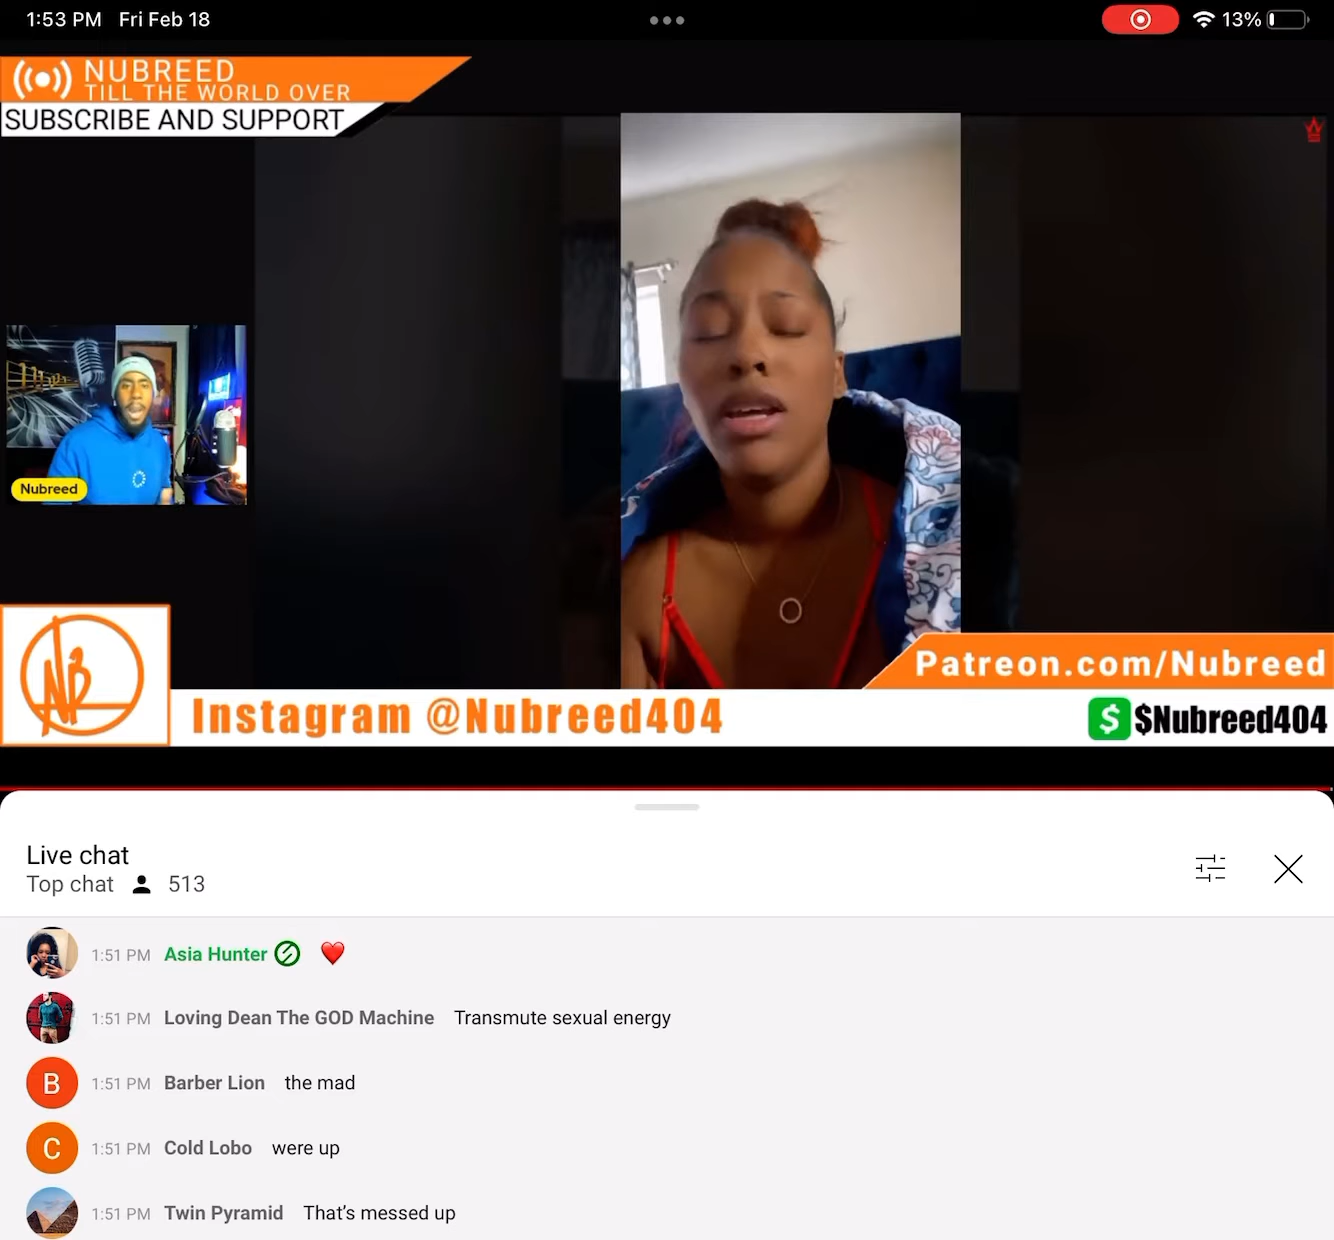 1:53 PM Fri Feb 18
13%
NUBREED
TILL THE WORLD OVER
SUBSCRIBE AND SUPPORT
Nubreed
NB
Patreon.com/Nubreed
Instagram @Nubreed404
$ $Nubreed404
Live chat
Top chat 513
1:51 PM Asia Hunter ❤️
1:51 PM Loving Dean The GOD Machine Transmute sexual energy
B 1:51 PM Barber Lion the mad
C 1:51 PM Cold Lobo were up
1:51 PM Twin Pyramid That’s messed up